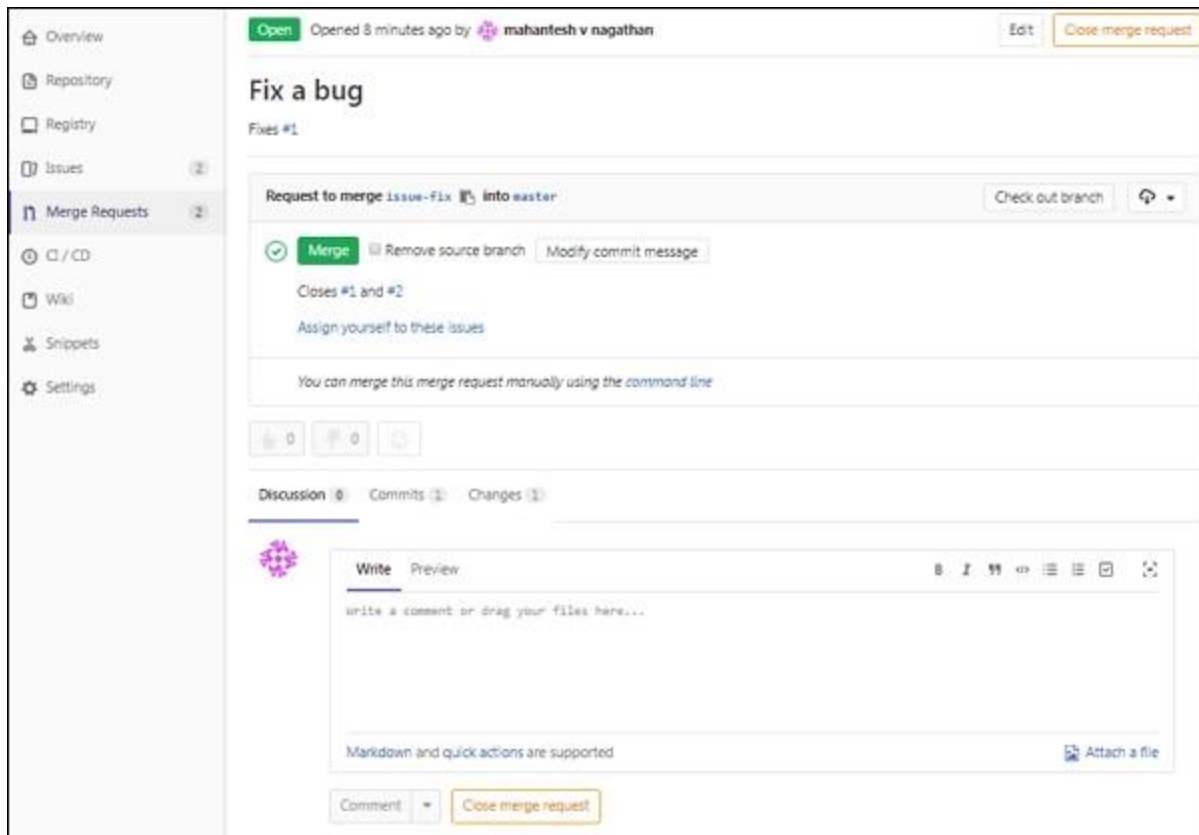 Overview
Repository
Registry
Issues 2
Merge Requests 2
CI / CD
Wiki
Snippets
Settings
Open Opened 8 minutes ago by mahantesh v nagathan Edit Close merge request
Fix a bug
Fixes #1
Request to merge issue-fix into master Check out branch
Merge Remove source branch Modify commit message
Closes #1 and #2
Assign yourself to these issues
You can merge this merge request manually using the command line
0 0
Discussion 0 Commits 1 Changes 1
Write Preview B I
Write a comment or drag your files here...
Markdown and quick actions are supported Attach a file
Comment Close merge request